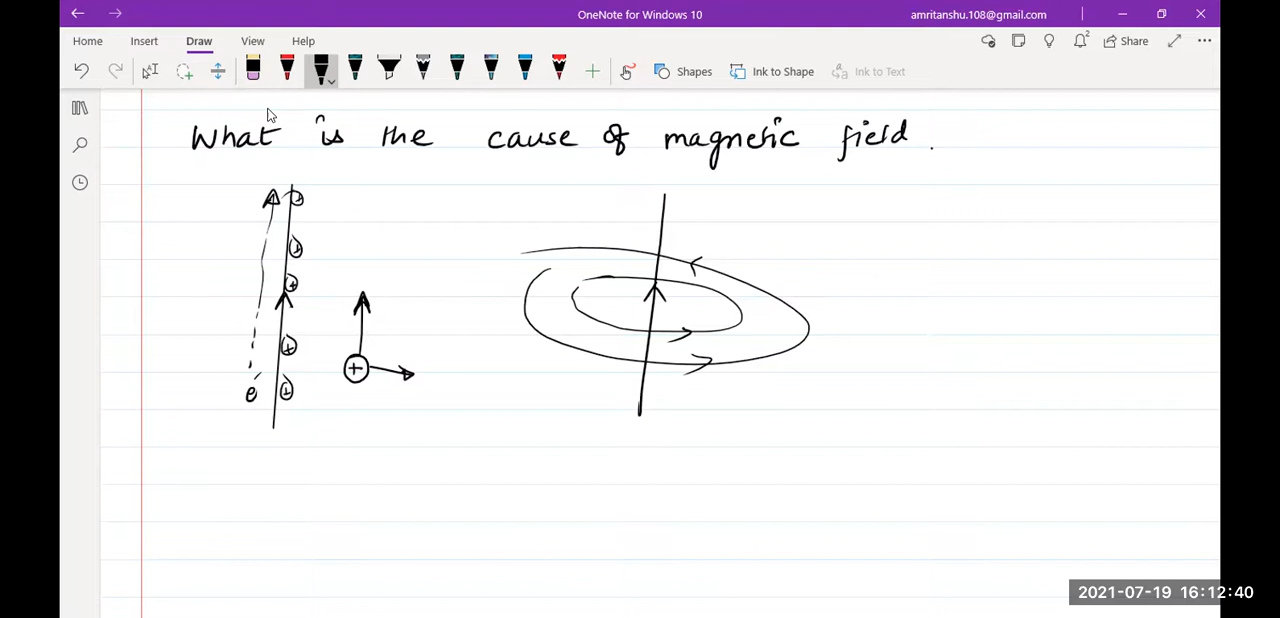 OneNote for Windows 10
amritanshu.108@gmail.com
Home Insert Draw View Help
2
Share
Shapes
Ink to Shape
Ink to Text
What is the cause of magnetic field.
+
+
+
+
+
+
e
2021-07-19 16:12:40